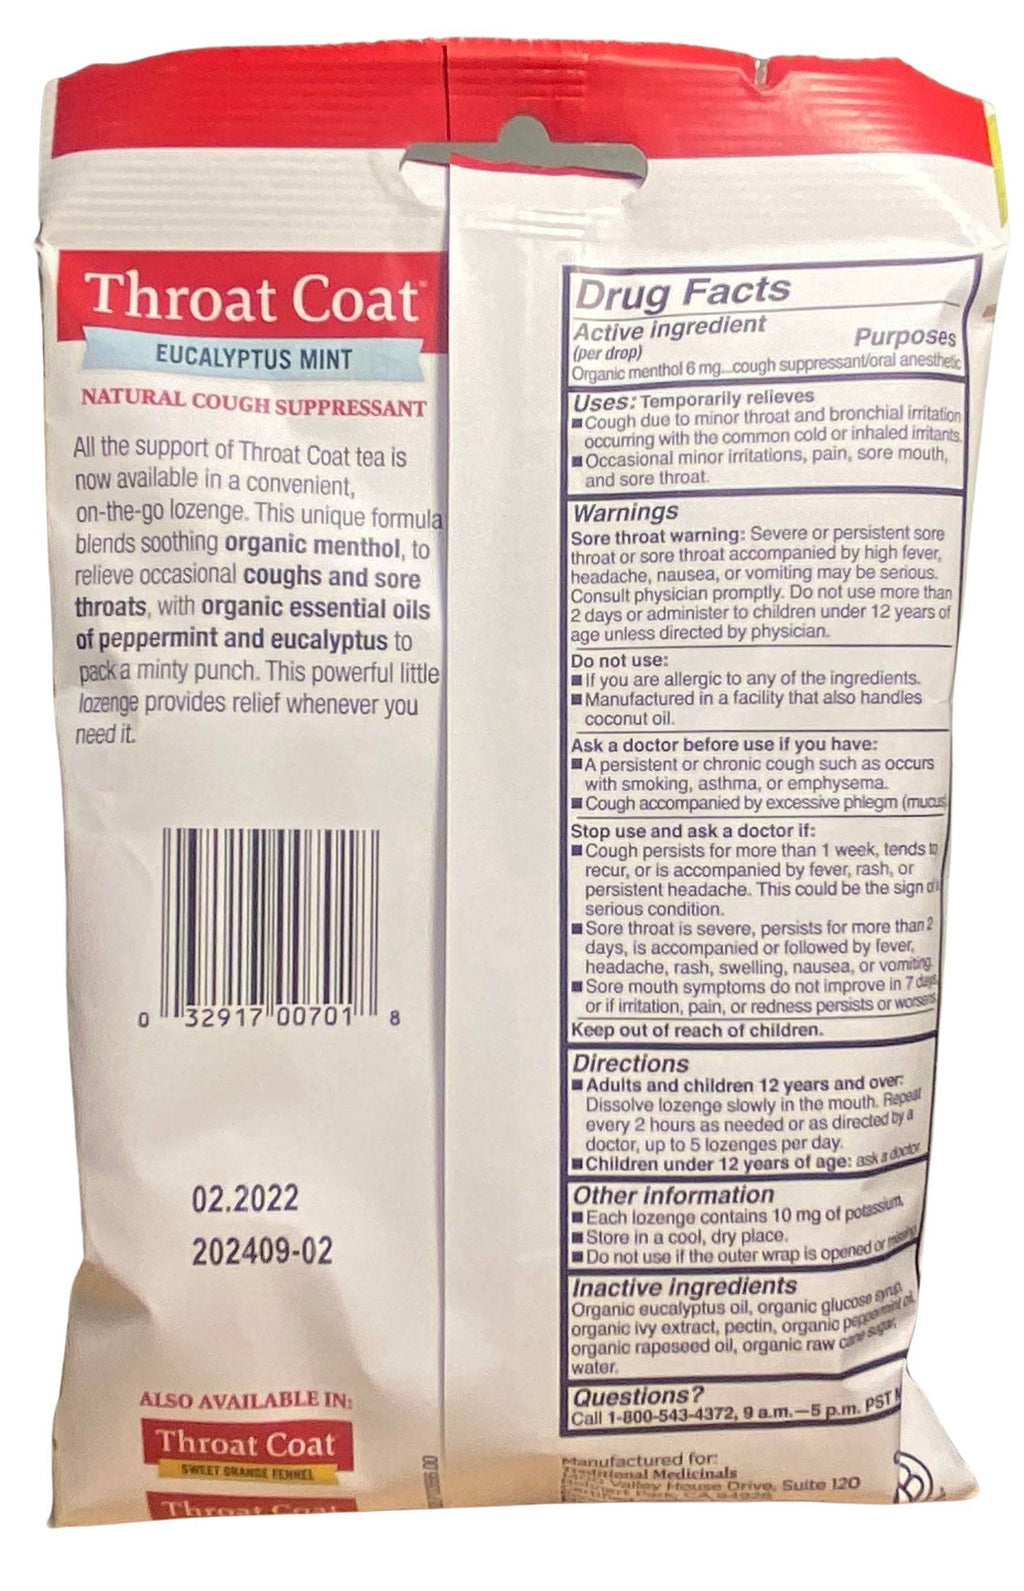 Throat Coat
EUCALYPTUS MINT
NATURAL COUGH SUPPRESSANT
All the support of Throat Coat tea is
now available in a convenient,
on-the-go lozenge. This unique formula
blends soothing organic menthol, to
relieve occasional coughs and sore
throats, with organic essential oils
of peppermint and eucalyptus to
pack a minty punch. This powerful little
lozenge provides relief whenever you
need it.
0 32917 00701 8
02.2022
202409-02
ALSO AVAILABLE IN:
Throat Coat
SWEET ORANGE FENNEL
Throat Coat
Drug Facts
Active ingredient
(per drop) Purposes
Organic menthol 6 mg...cough suppressant/oral anesthetic
Uses: Temporarily relieves
■ Cough due to minor throat and bronchial irritation
occurring with the common cold or inhaled irritants.
■ Occasional minor irritations, pain, sore mouth,
and sore throat.
Warnings
Sore throat warning: Severe or persistent sore
throat or sore throat accompanied by high fever,
headache, nausea, or vomiting may be serious.
Consult physician promptly. Do not use more than
2 days or administer to children under 12 years of
age unless directed by physician.
Do not use:
■ If you are allergic to any of the ingredients.
■ Manufactured in a facility that also handles
coconut oil.
Ask a doctor before use if you have:
■ A persistent or chronic cough such as occurs
with smoking, asthma, or emphysema.
■ Cough accompanied by excessive phlegm (mucus)
Stop use and ask a doctor if:
■ Cough persists for more than 1 week, tends to
recur, or is accompanied by fever, rash, or
persistent headache. This could be the sign of
serious condition.
■ Sore throat is severe, persists for more than 2
days, is accompanied or followed by fever,
headache, rash, swelling, nausea, or vomiting.
■ Sore mouth symptoms do not improve in 7 days,
or if irritation, pain, or redness persists or worsens.
Keep out of reach of children.
Directions
■ Adults and children 12 years and over:
Dissolve lozenge slowly in the mouth. Repeat
every 2 hours as needed or as directed by a
doctor, up to 5 lozenges per day.
■ Children under 12 years of age: ask a doctor.
Other information
■ Each lozenge contains 10 mg of potassium.
■ Store in a cool, dry place.
■ Do not use if the outer wrap is opened or missing.
Inactive ingredients
Organic eucalyptus oil, organic glucose syrup,
organic ivy extract, pectin, organic peppermint oil,
organic rapeseed oil, organic raw cane sugar,
water.
Questions?
Call 1-800-543-4372, 9 a.m.–5 p.m. PST
Manufactured for:
Traditional Medicinals
Valley House Drive, Suite 120